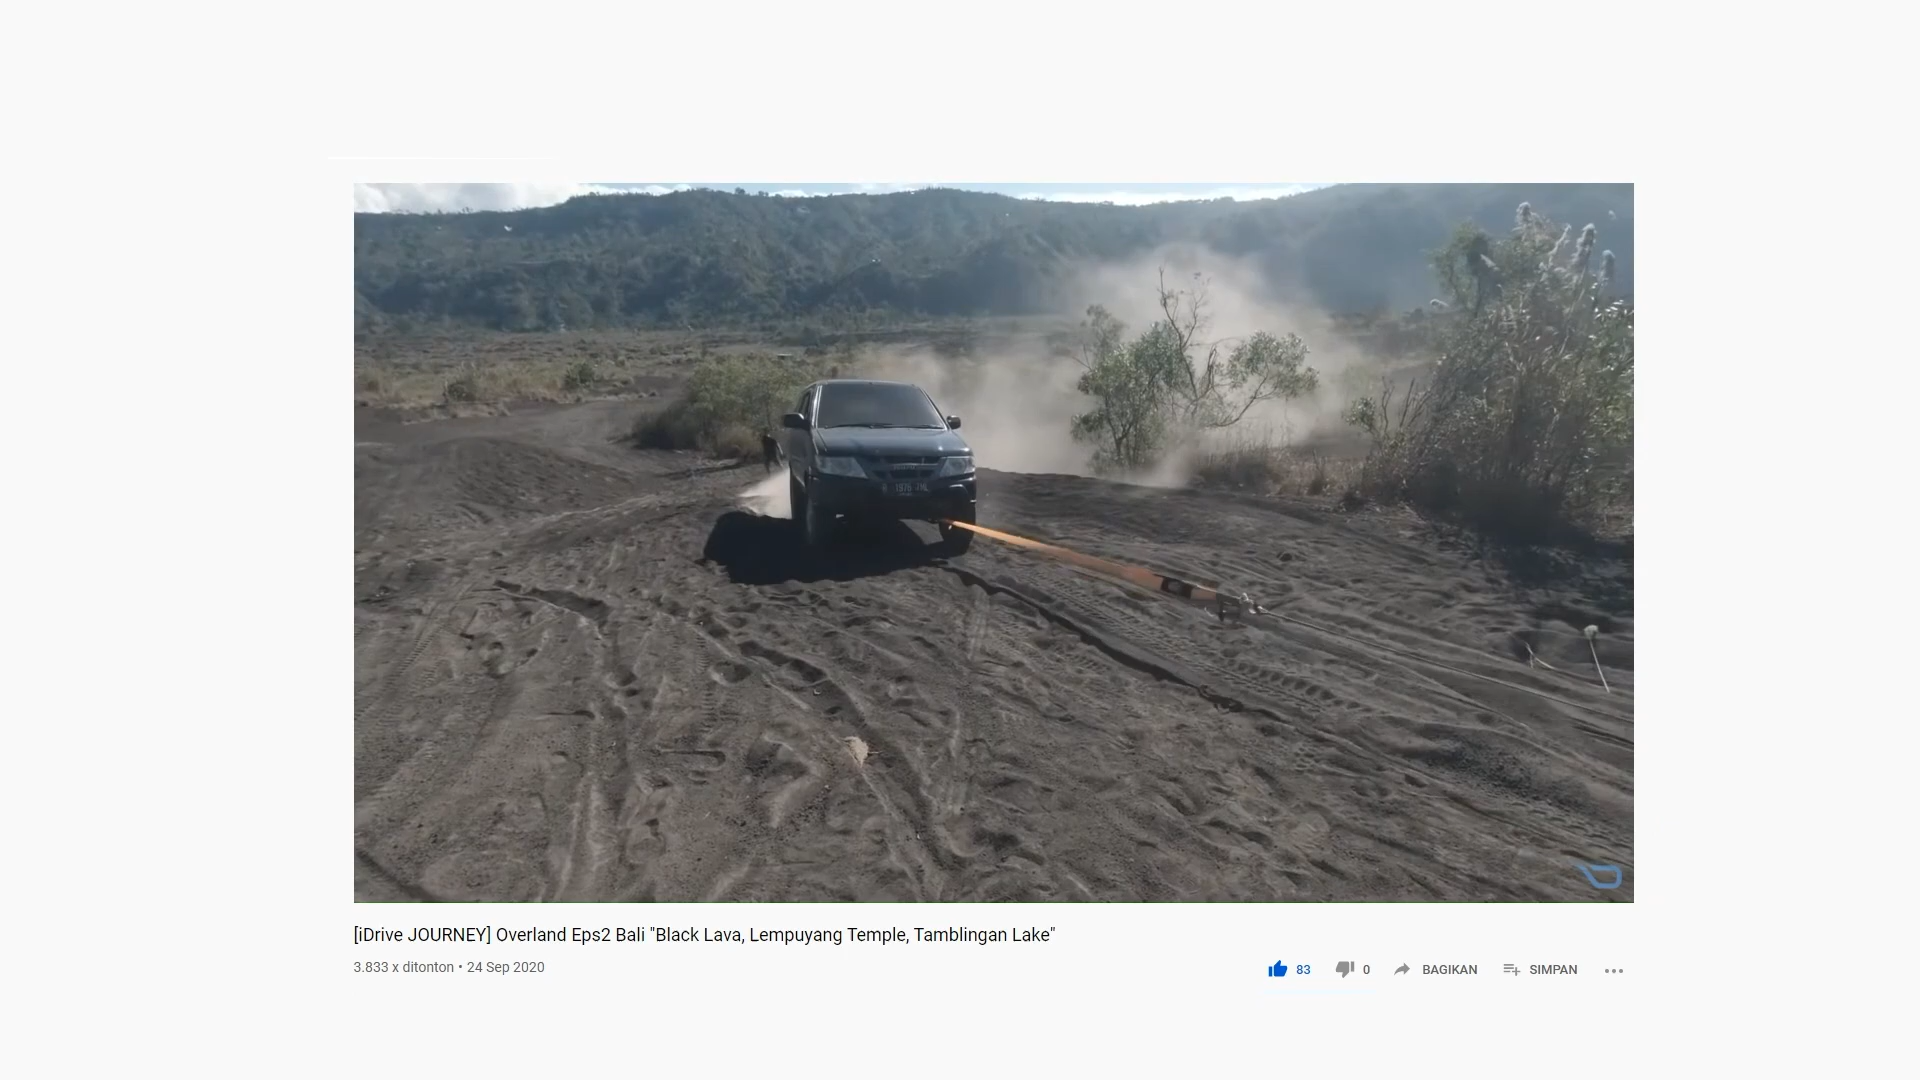 [iDrive JOURNEY] Overland Eps2 Bali "Black Lava, Lempuyang Temple, Tamblingan Lake"
3.833 x ditonton • 24 Sep 2020
83 0 BAGIKAN SIMPAN